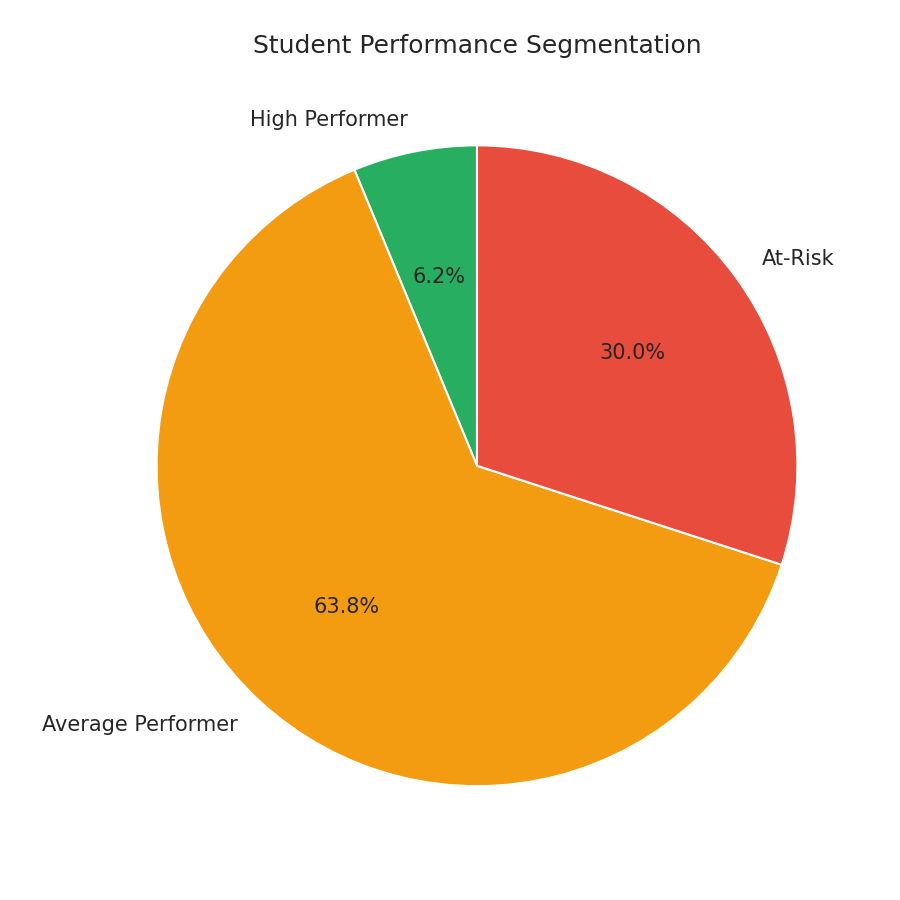 Student Performance Segmentation
High Performer
At-Risk
6.2%
30.0%
63.8%
Average Performer